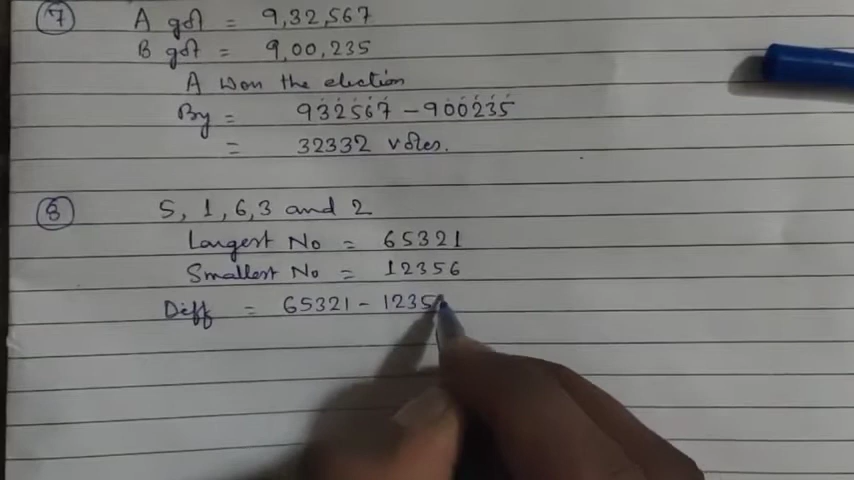 7 A got = 9,32,567
B got = 9,00,235
A won the election
By = 932567 - 900235
= 32332 votes.
8 5, 1, 6, 3 and 2
Largest No = 65321
Smallest No = 12356
Diff = 65321 - 1235